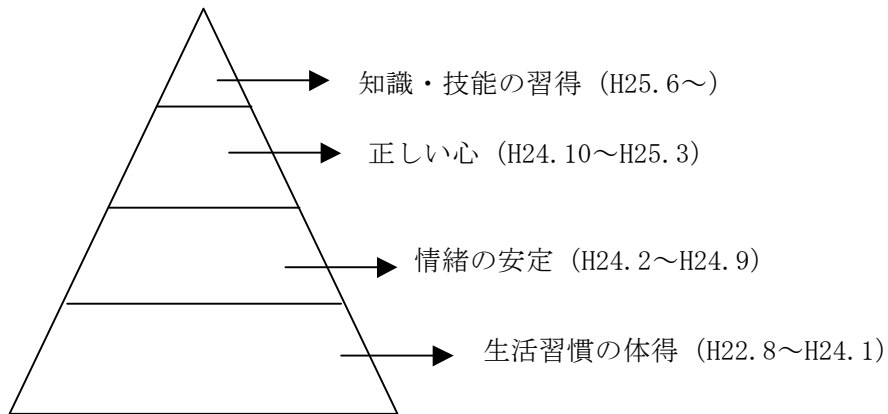 知識・技能の習得（H25.6～）
正しい心（H24.10～H25.3）
情緒の安定（H24.2～H24.9）
生活習慣の体得（H22.8～H24.1）